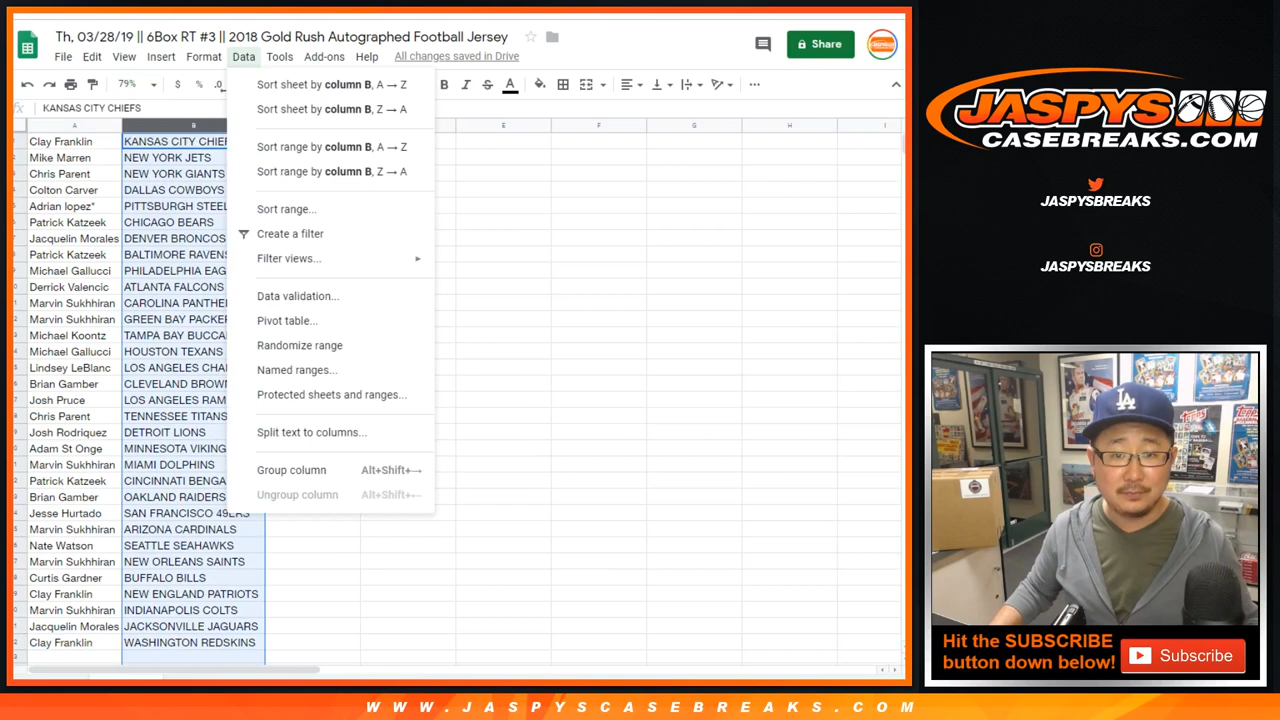 Th, 03/28/19 || 6Box RT #3 || 2018 Gold Rush Autographed Football Jersey
File Edit View Insert Format Data Tools Add-ons Help All changes saved in Drive
Share
79% $ % .0
KANSAS CITY CHIEFS
A B E F G H I
Clay Franklin KANSAS CITY CHIEF
Mike Marren NEW YORK JETS
Chris Parent NEW YORK GIANTS
Colton Carver DALLAS COWBOYS
Adrian lopez* PITTSBURGH STEEL
Patrick Katzeek CHICAGO BEARS
Jacquelin Morales DENVER BRONCOS
Patrick Katzeek BALTIMORE RAVENS
Michael Gallucci PHILADELPHIA EAG
Derrick Valencic ATLANTA FALCONS
Marvin Sukhhiran CAROLINA PANTHE
Marvin Sukhhiran GREEN BAY PACKE
Michael Koontz TAMPA BAY BUCCA
Michael Gallucci HOUSTON TEXANS
Lindsey LeBlanc LOS ANGELES CHA
Brian Gamber CLEVELAND BROWN
Josh Pruce LOS ANGELES RAM
Chris Parent TENNESSEE TITANS
Josh Rodriquez DETROIT LIONS
Adam St Onge MINNESOTA VIKING
Marvin Sukhhiran MIAMI DOLPHINS
Patrick Katzeek CINCINNATI BENGA
Brian Gamber OAKLAND RAIDERS
Jesse Hurtado SAN FRANCISCO 49ERS
Marvin Sukhhiran ARIZONA CARDINALS
Nate Watson SEATTLE SEAHAWKS
Marvin Sukhhiran NEW ORLEANS SAINTS
Curtis Gardner BUFFALO BILLS
Clay Franklin NEW ENGLAND PATRIOTS
Marvin Sukhhiran INDIANAPOLIS COLTS
Jacquelin Morales JACKSONVILLE JAGUARS
Clay Franklin WASHINGTON REDSKINS
Sort sheet by column B, A → Z
Sort sheet by column B, Z → A
Sort range by column B, A → Z
Sort range by column B, Z → A
Sort range...
Create a filter
Filter views...
Data validation...
Pivot table...
Randomize range
Named ranges...
Protected sheets and ranges...
Split text to columns...
Group column Alt+Shift+→
Ungroup column Alt+Shift+←
JASPYS
CASEBREAKS.COM
JASPYSBREAKS
JASPYSBREAKS
Hit the SUBSCRIBE
button down below!
Subscribe
WWW.JASPYSCASEBREAKS.COM